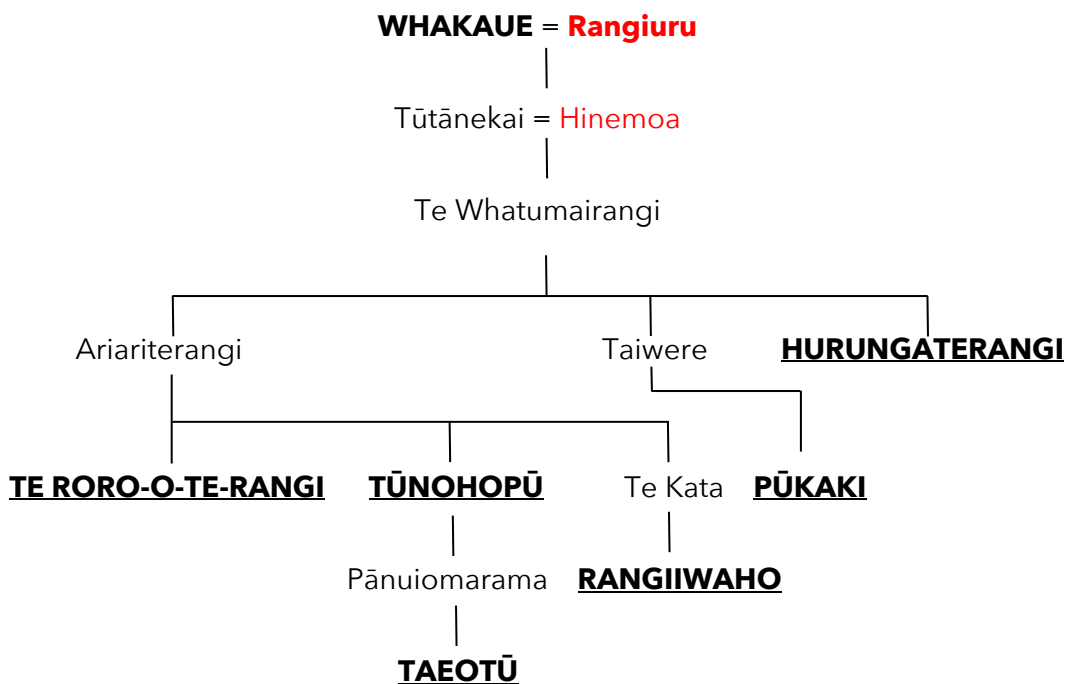 WHAKAUE = Rangiuru
Tūtānekai = Hinemoa
Te Whatumairangi
Ariariterangi Taiwere HURUNGATERANGI
TE RORO-O-TE-RANGI TŪNOHOPŪ Te Kata PŪKAKI
Pānuiomarama RANGIIWAHO
TAEOTŪ